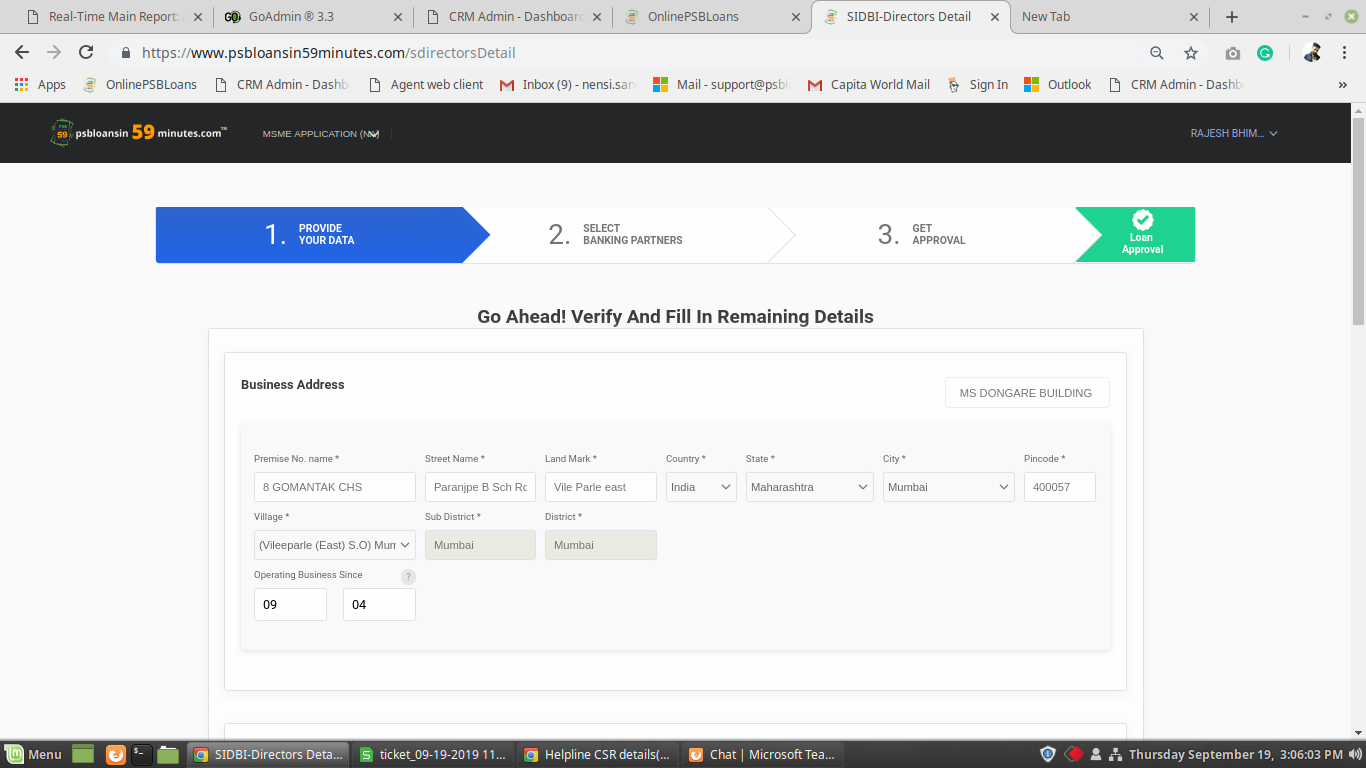 Real-Time Main Report:
GoAdmin ® 3.3
CRM Admin - Dashboard
OnlinePSBLoans
SIDBI-Directors Detail
New Tab
https://www.psbloansin59minutes.com/sdirectorsDetail
Apps
OnlinePSBLoans
CRM Admin - Dashb
Agent web client
Inbox (9) - nensi.san
Mail - support@psbl
Capita World Mail
Sign In
Outlook
CRM Admin - Dashb
»
psbloansin 59 minutes.com™
MSME APPLICATION (N
RAJESH BHIM...
1. PROVIDE
YOUR DATA
2. SELECT
BANKING PARTNERS
3. GET
APPROVAL
Loan
Approval
Go Ahead! Verify And Fill In Remaining Details
Business Address
MS DONGARE BUILDING
Premise No. name * Street Name * Land Mark * Country * State * City * Pincode *
8 GOMANTAK CHS Paranjpe B Sch Rc Vile Parle east India Maharashtra Mumbai 400057
Village * Sub District * District *
(Vileeparle (East) S.O) Mum Mumbai Mumbai
Operating Business Since ?
09 04
Menu
SIDBI-Directors Deta...
ticket_09-19-2019 11...
Helpline CSR details(...
Chat | Microsoft Tea...
Thursday September 19, 3:06:03 PM